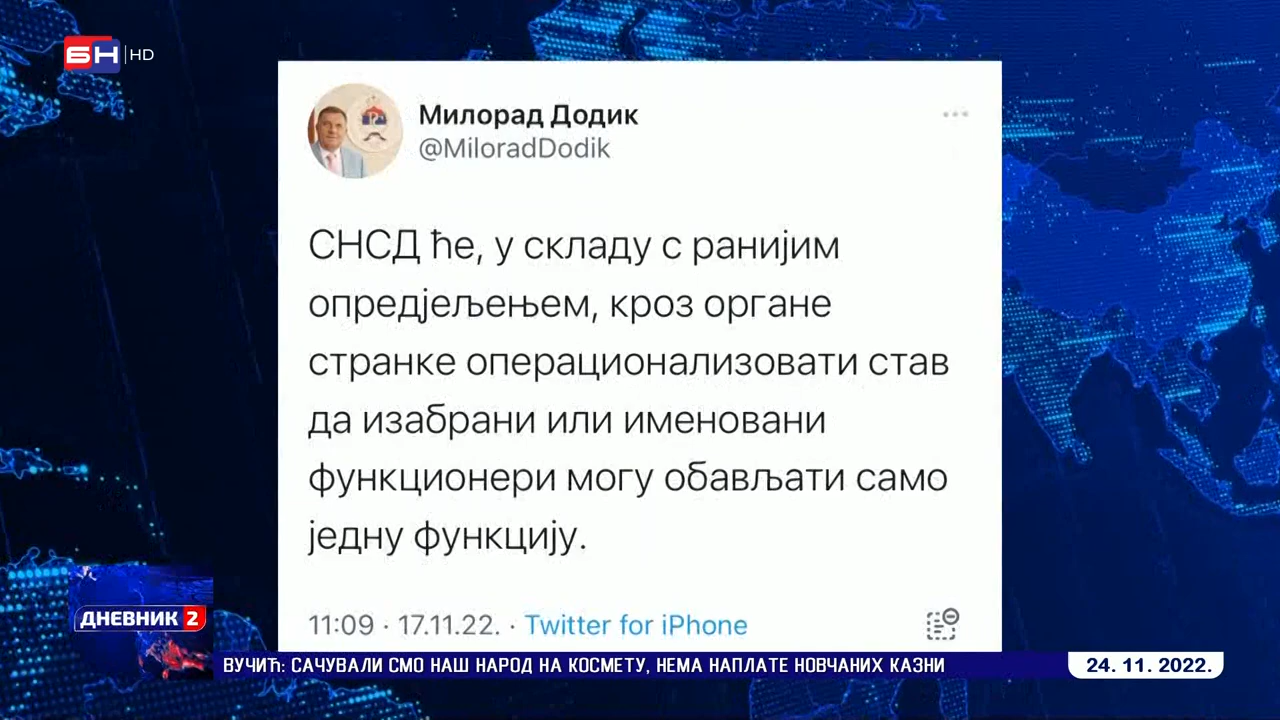 БН HD
Милорад Додик
@MiloradDodik
СНСД ће, у складу с ранијим
опредјељењем, кроз органе
странке операционализовати став
да изабрани или именовани
функционери могу обављати само
једну функцију.
11:09 · 17.11.22. · Twitter for iPhone
ДНЕВНИК 2
ВУЧИЋ: САЧУВАЛИ СМО НАШ НАРОД НА КОСМЕТУ, НЕМА НАПЛАТЕ НОВЧАНИХ КАЗНИ
24. 11. 2022.